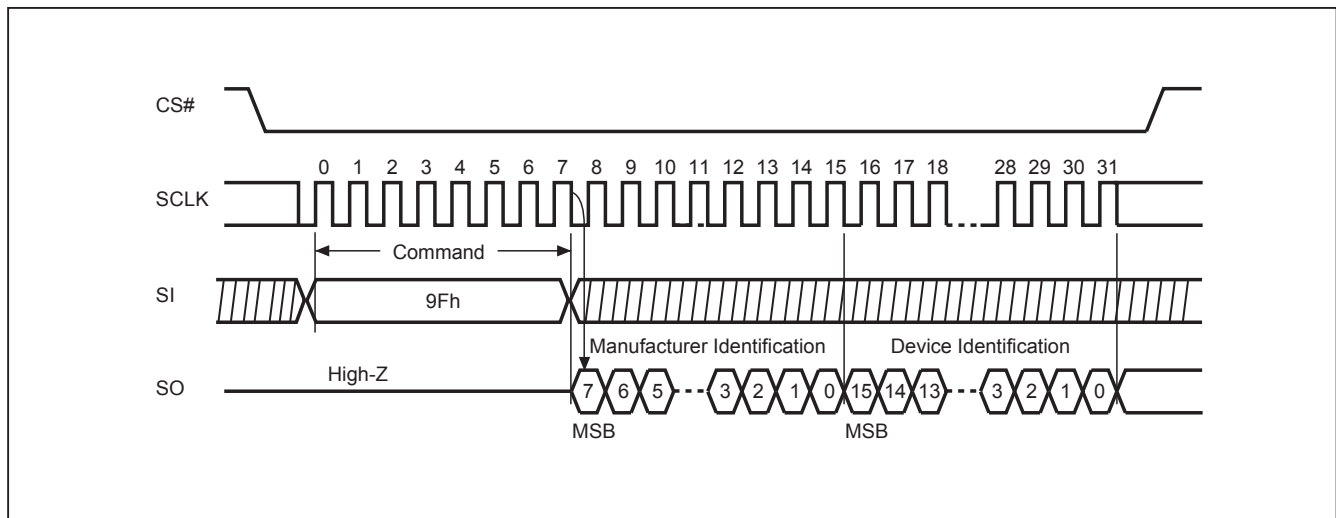 CS#
0 1 2 3 4 5 6 7 8 9 10 11 12 13 14 15 16 17 18 28 29 30 31
SCLK
Command
SI
9Fh
Manufacturer Identification Device Identification
High-Z
SO
7 6 5 3 2 1 0 15 14 13 3 2 1 0
MSB MSB